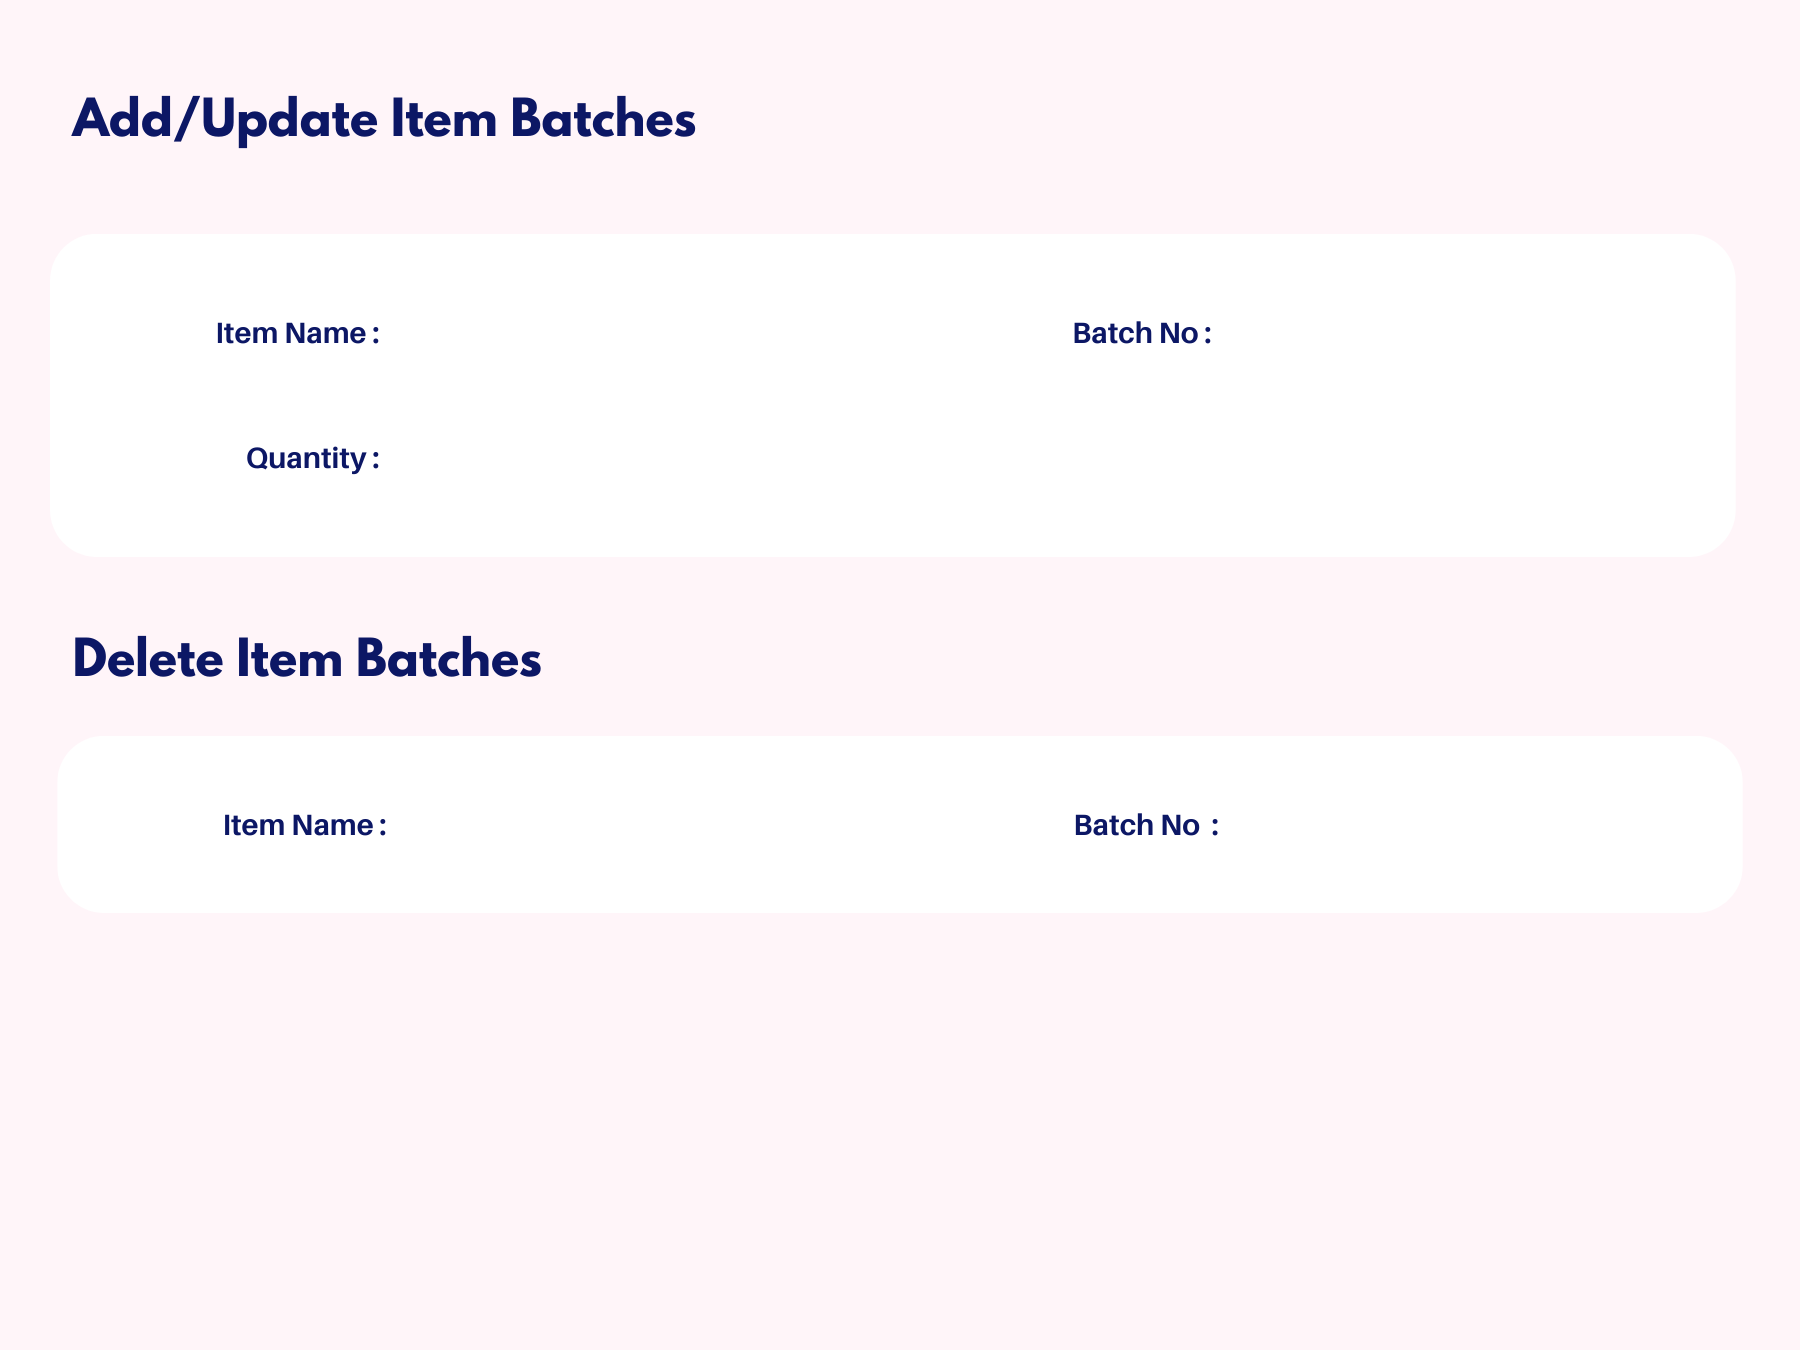 Add/Update Item Batches
Item Name : Batch No :
Quantity :
Delete Item Batches
Item Name : Batch No :